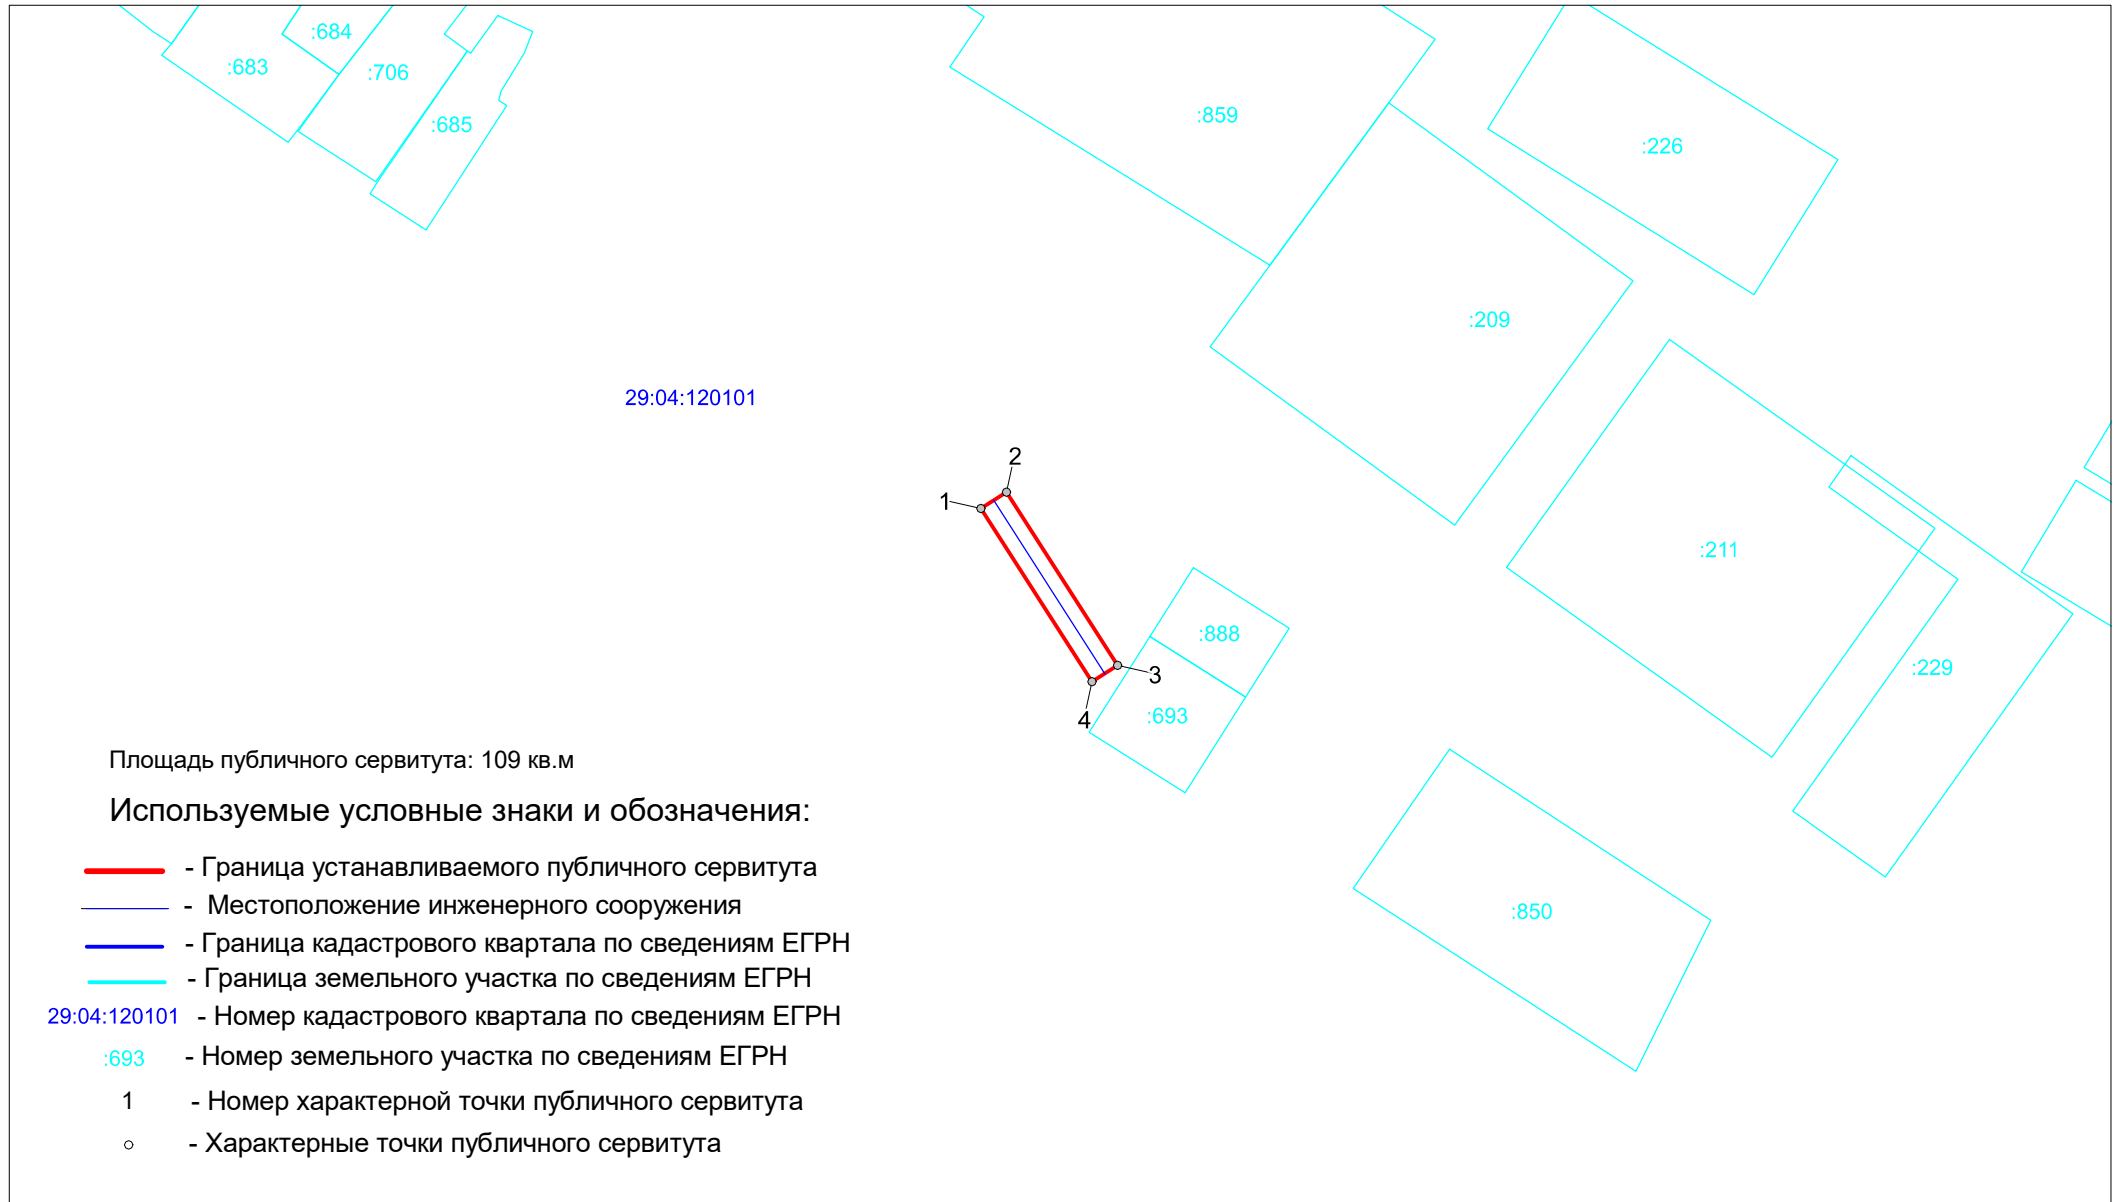 :684
:683
:706
:685
:859
:226
:209
29:04:120101
2
1
:211
:888
:229
3
:693
4
Площадь публичного сервитута: 109 кв.м
Используемые условные знаки и обозначения:
- Граница устанавливаемого публичного сервитута
- Местоположение инженерного сооружения
:850
- Граница кадастрового квартала по сведениям ЕГРН
- Граница земельного участка по сведениям ЕГРН
29:04:120101 - Номер кадастрового квартала по сведениям ЕГРН
:693 - Номер земельного участка по сведениям ЕГРН
1 - Номер характерной точки публичного сервитута
- Характерные точки публичного сервитута